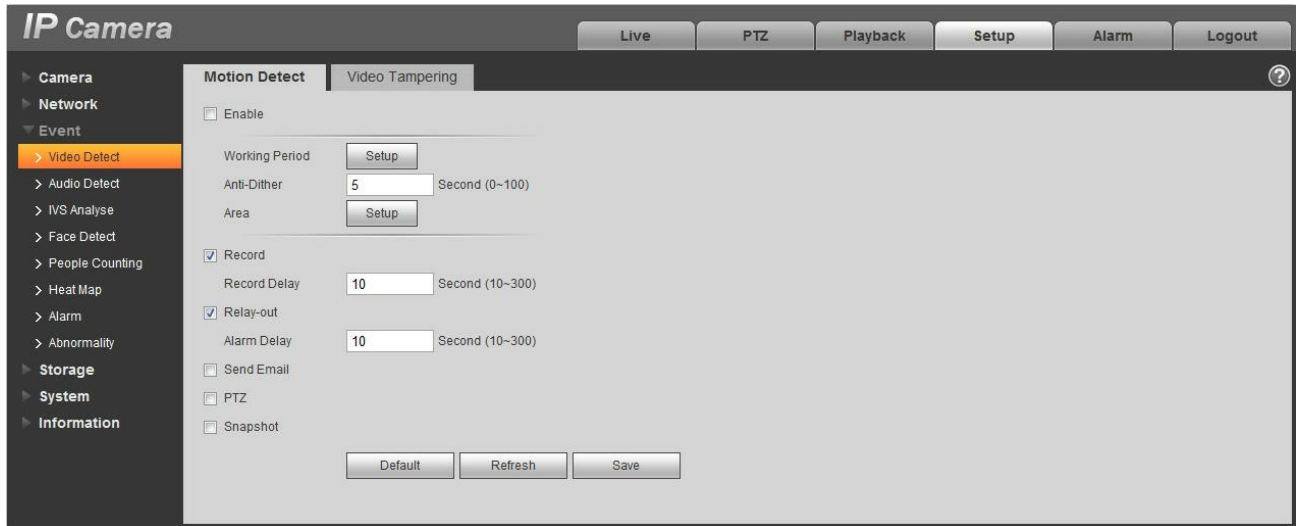 IP Camera
Live PTZ Playback Setup Alarm Logout
Camera
Network
Event
Video Detect
Audio Detect
IVS Analyse
Face Detect
People Counting
Heat Map
Alarm
Abnormality
Storage
System
Information
Motion Detect Video Tampering
?
Enable
Working Period Setup
Anti-Dither 5 Second (0~100)
Area Setup
Record
Record Delay 10 Second (10~300)
Relay-out
Alarm Delay 10 Second (10~300)
Send Email
PTZ
Snapshot
Default Refresh Save